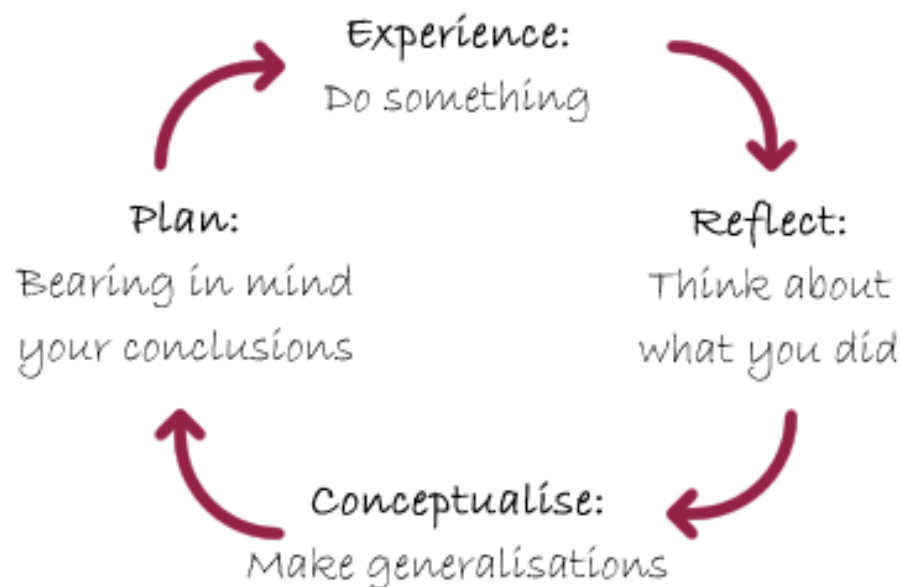 Experience:
Do something
Reflect:
Think about
what you did
Conceptualise:
Make generalisations
Plan:
Bearing in mind
your conclusions